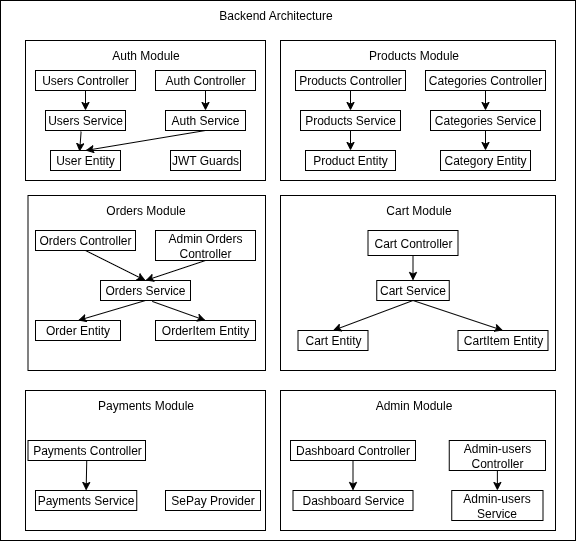 Backend Architecture
Auth Module
Users Controller
Auth Controller
Users Service
Auth Service
User Entity
JWT Guards
Products Module
Products Controller
Categories Controller
Products Service
Categories Service
Product Entity
Category Entity
Orders Module
Orders Controller
Admin Orders
Controller
Orders Service
Order Entity
OrderItem Entity
Cart Module
Cart Controller
Cart Service
Cart Entity
CartItem Entity
Payments Module
Payments Controller
Payments Service
SePay Provider
Admin Module
Dashboard Controller
Admin-users
Controller
Dashboard Service
Admin-users
Service